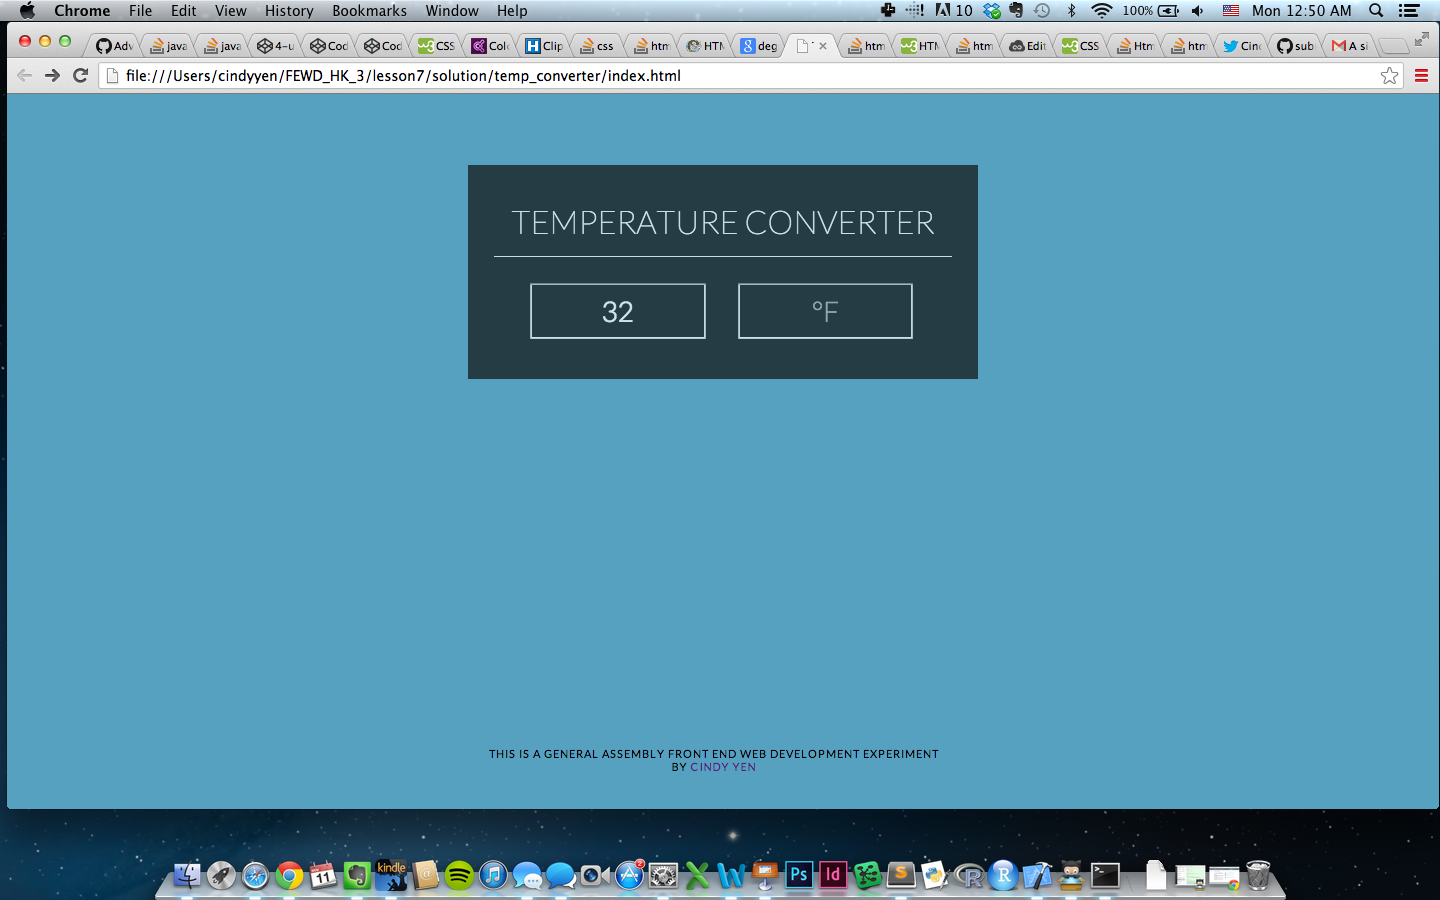 Chrome File Edit View History Bookmarks Window Help 10 100% Mon 12:50 AM
Adv java java 4-u Cod Cod CSS Colo Clip css htm HTM deg htm HTM htm Edit CSS Htm htm Cind sub A si
file:///Users/cindyyen/FEWD_HK_3/lesson7/solution/temp_converter/index.html
TEMPERATURE CONVERTER
32 °F
THIS IS A GENERAL ASSEMBLY FRONT END WEB DEVELOPMENT EXPERIMENT
BY CINDY YEN
11 kindle 2 Ps Id S R R